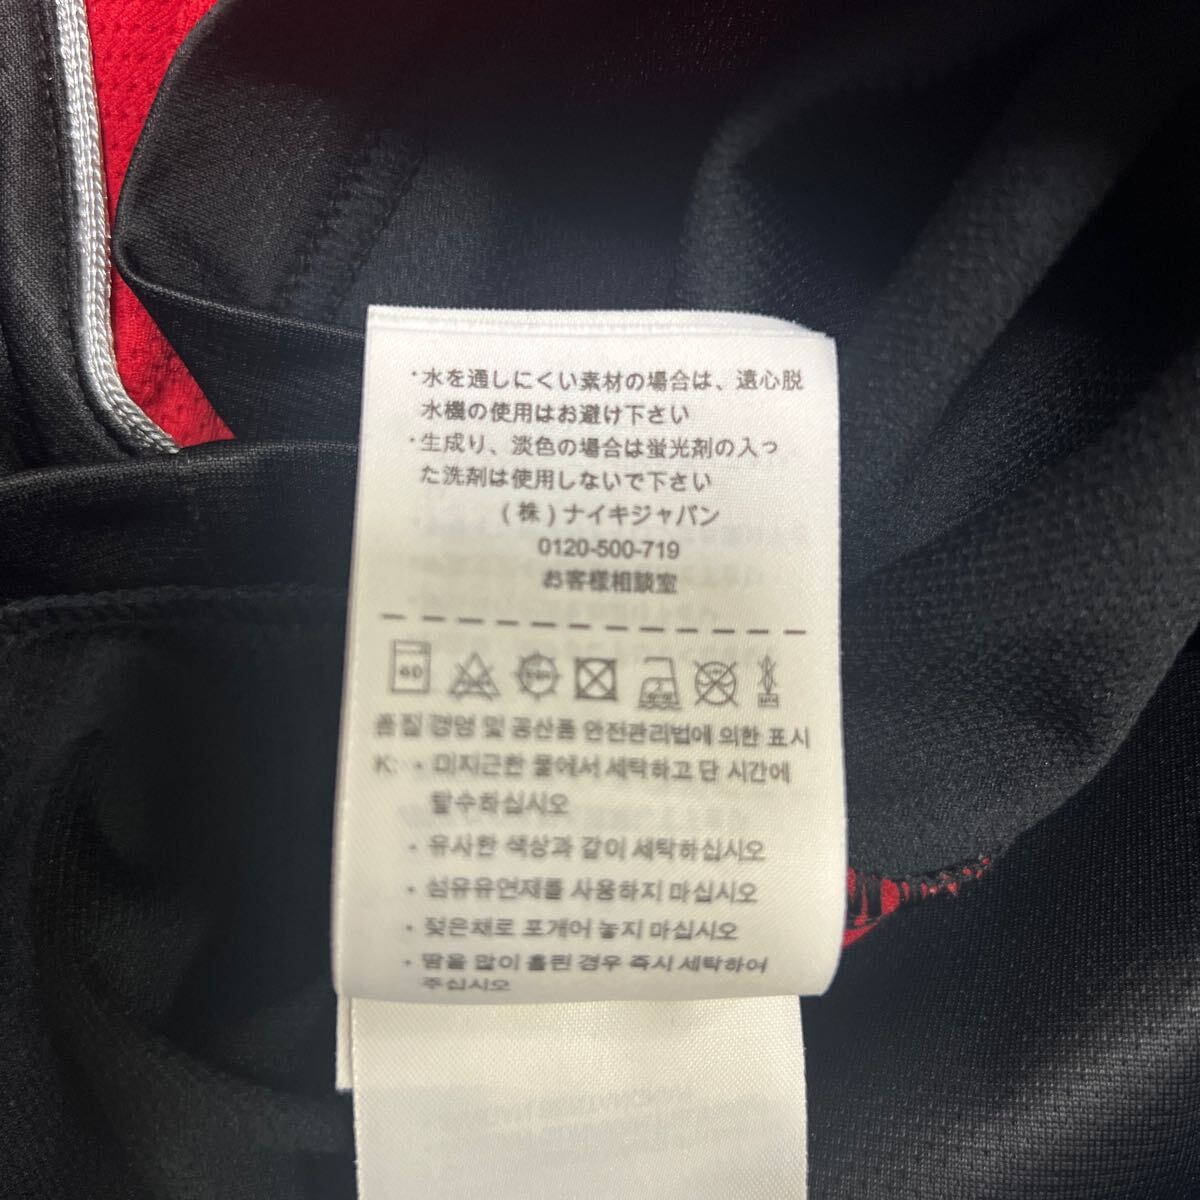 ・水を通しにくい素材の場合は、遠心脱
水機の使用はお避け下さい
・生成り、淡色の場合は蛍光剤の入っ
た洗剤は使用しないで下さい
(株)ナイキジャパン
0120-500-719
お客様相談室
40
품질 경영 및 공산품 안전관리법에 의한 표시
K: ・ 미지근한 물에서 세탁하고 단 시간에
탈수하십시오
・ 유사한 색상과 같이 세탁하십시오
・ 섬유유연제를 사용하지 마십시오
・ 젖은채로 포개어 놓지 마십시오
・ 땀을 많이 흘린 경우 즉시 세탁하여
주십시오